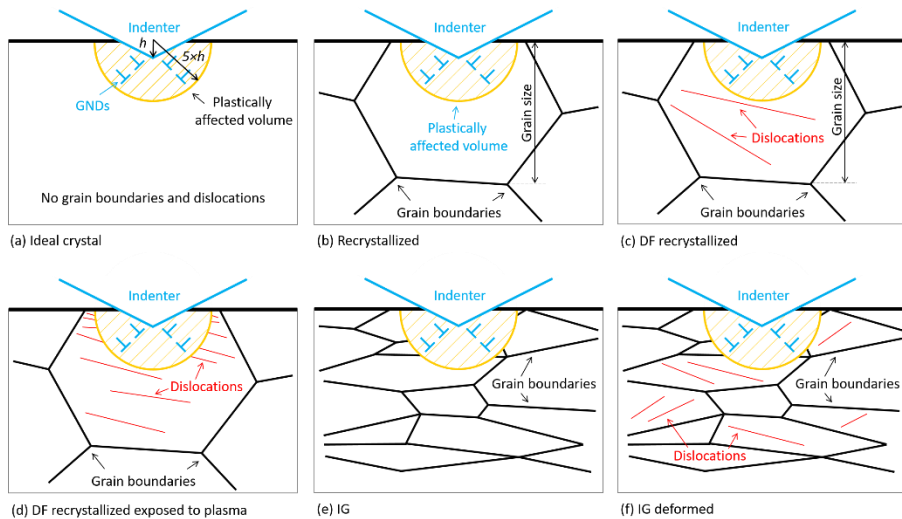 Indenter
h
5×h
GNDs
Plastically
affected volume
No grain boundaries and dislocations
(a) Ideal crystal
Indenter
Plastically
affected volume
Grain size
Grain boundaries
(b) Recrystallized
Indenter
Dislocations
Grain size
Grain boundaries
(c) DF recrystallized
Indenter
Dislocations
Grain boundaries
(d) DF recrystallized exposed to plasma
Indenter
Grain boundaries
(e) IG
Indenter
Grain boundaries
Dislocations
(f) IG deformed